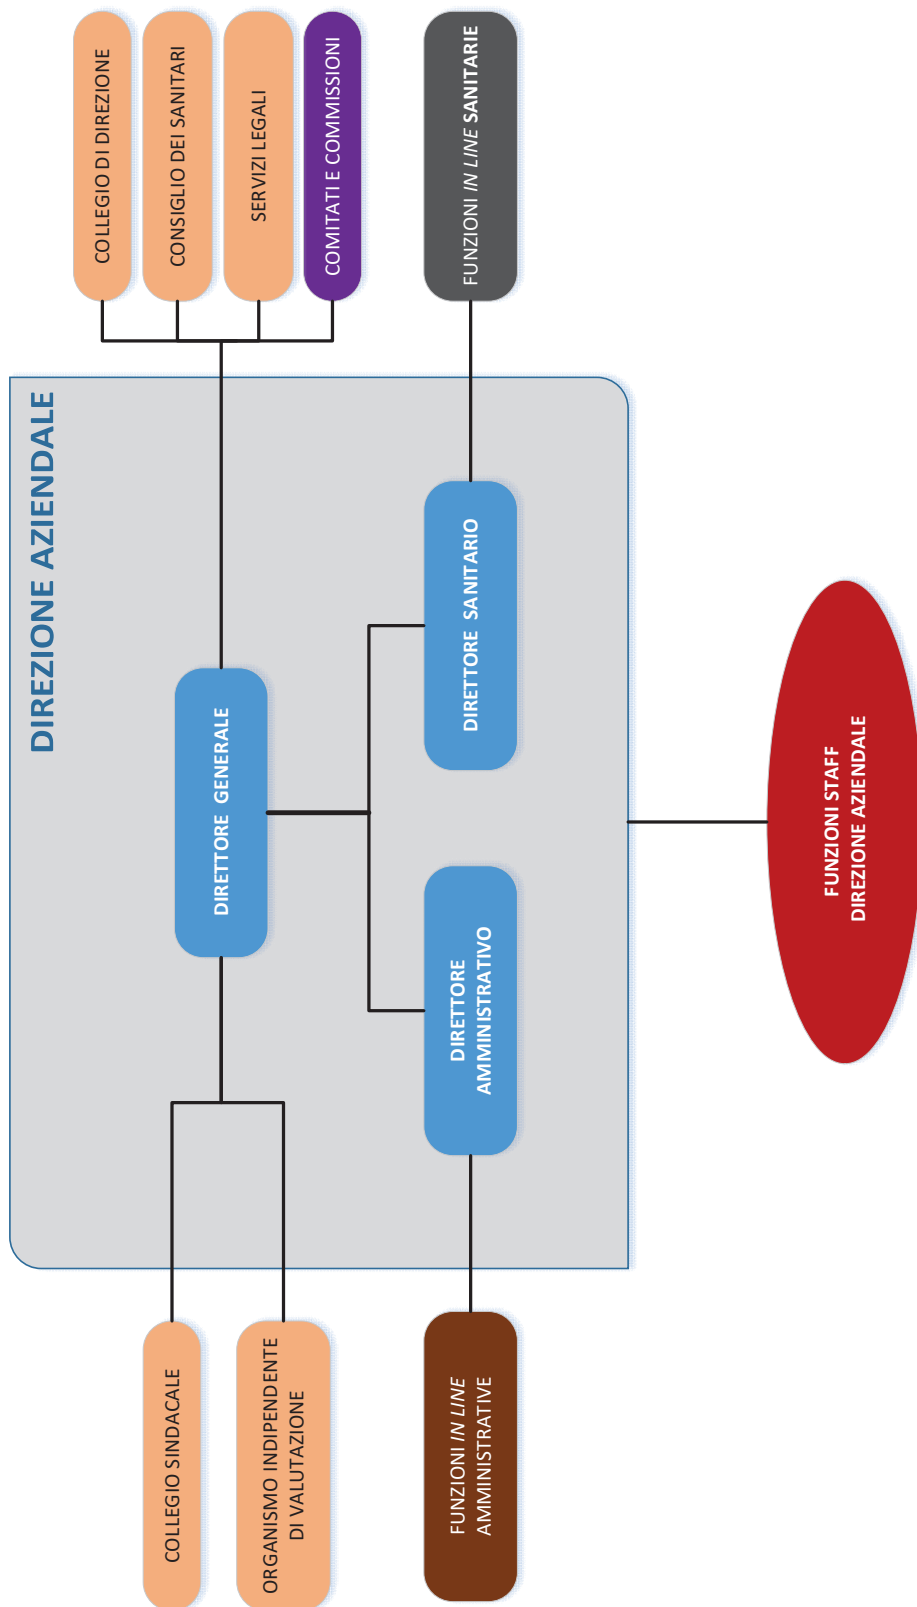 DIREZIONE AZIENDALE
COLLEGIO SINDACALE
ORGANISMO INDIPENDENTE
DI VALUTAZIONE
DIRETTORE GENERALE
COLLEGIO DI DIREZIONE
CONSIGLIO DEI SANITARI
SERVIZI LEGALI
COMITATI E COMMISSIONI
FUNZIONI IN LINE
AMMINISTRATIVE
DIRETTORE
AMMINISTRATIVO
DIRETTORE SANITARIO
FUNZIONI IN LINE SANITARIE
FUNZIONI STAFF
DIREZIONE AZIENDALE